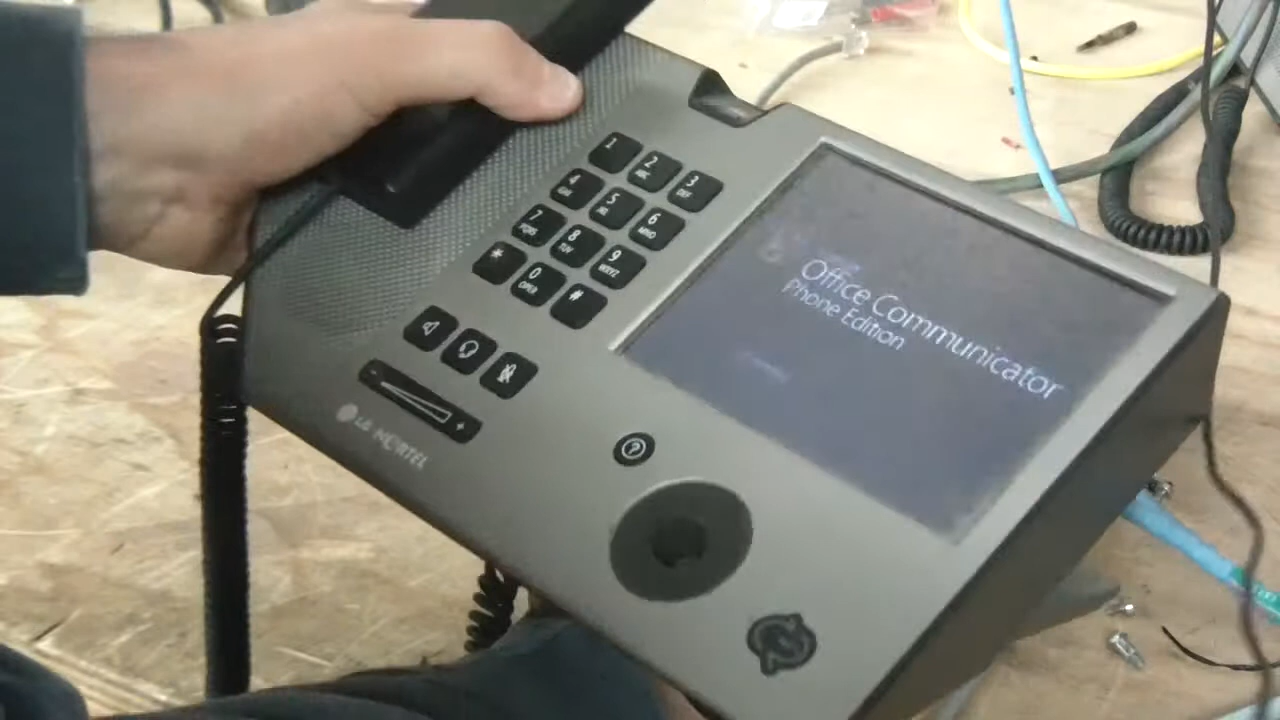 Office Communicator
Phone Edition
1
2 ABC
3 DEF
4 GHI
5 JKL
6 MNO
7 PQRS
8 TUV
9 WXYZ
*
0 OPER
#
?
+
LG NORTEL